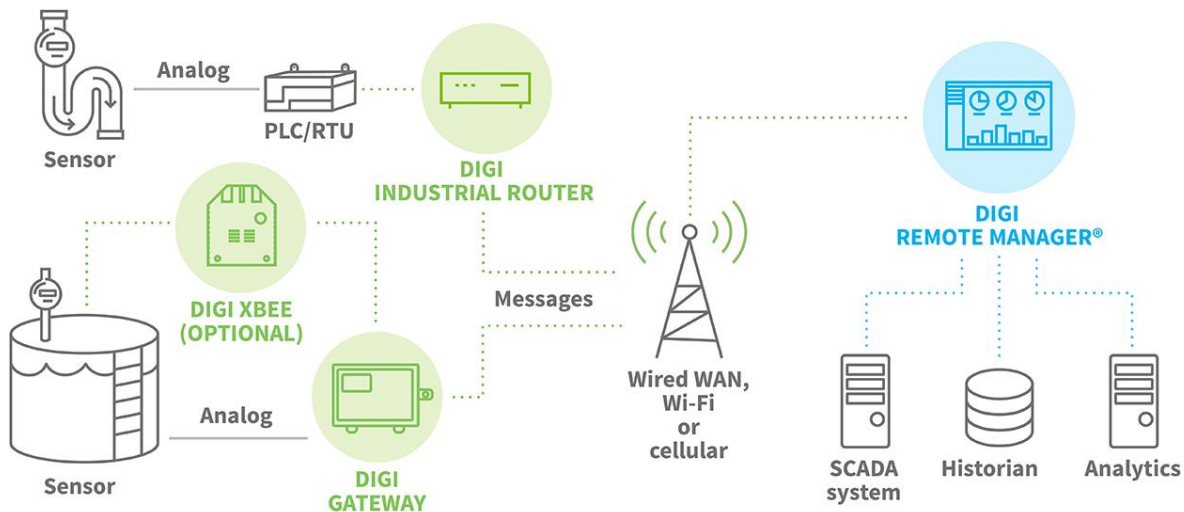 Analog
PLC/RTU
Sensor
DIGI
INDUSTRIAL ROUTER
DIGI XBEE
(OPTIONAL)
Analog
Sensor
DIGI
GATEWAY
Messages
Wired WAN,
Wi-Fi
or
cellular
DIGI
REMOTE MANAGER®
SCADA
system
Historian
Analytics